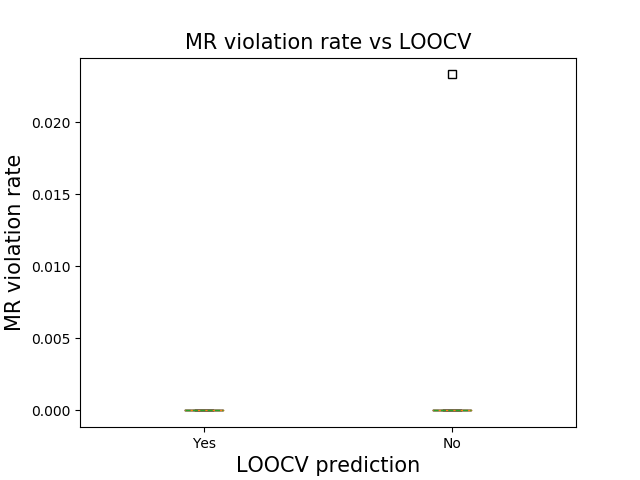 MR violation rate vs LOOCV
MR violation rate
0.020
0.015
0.010
0.005
0.000
Yes
No
LOOCV prediction